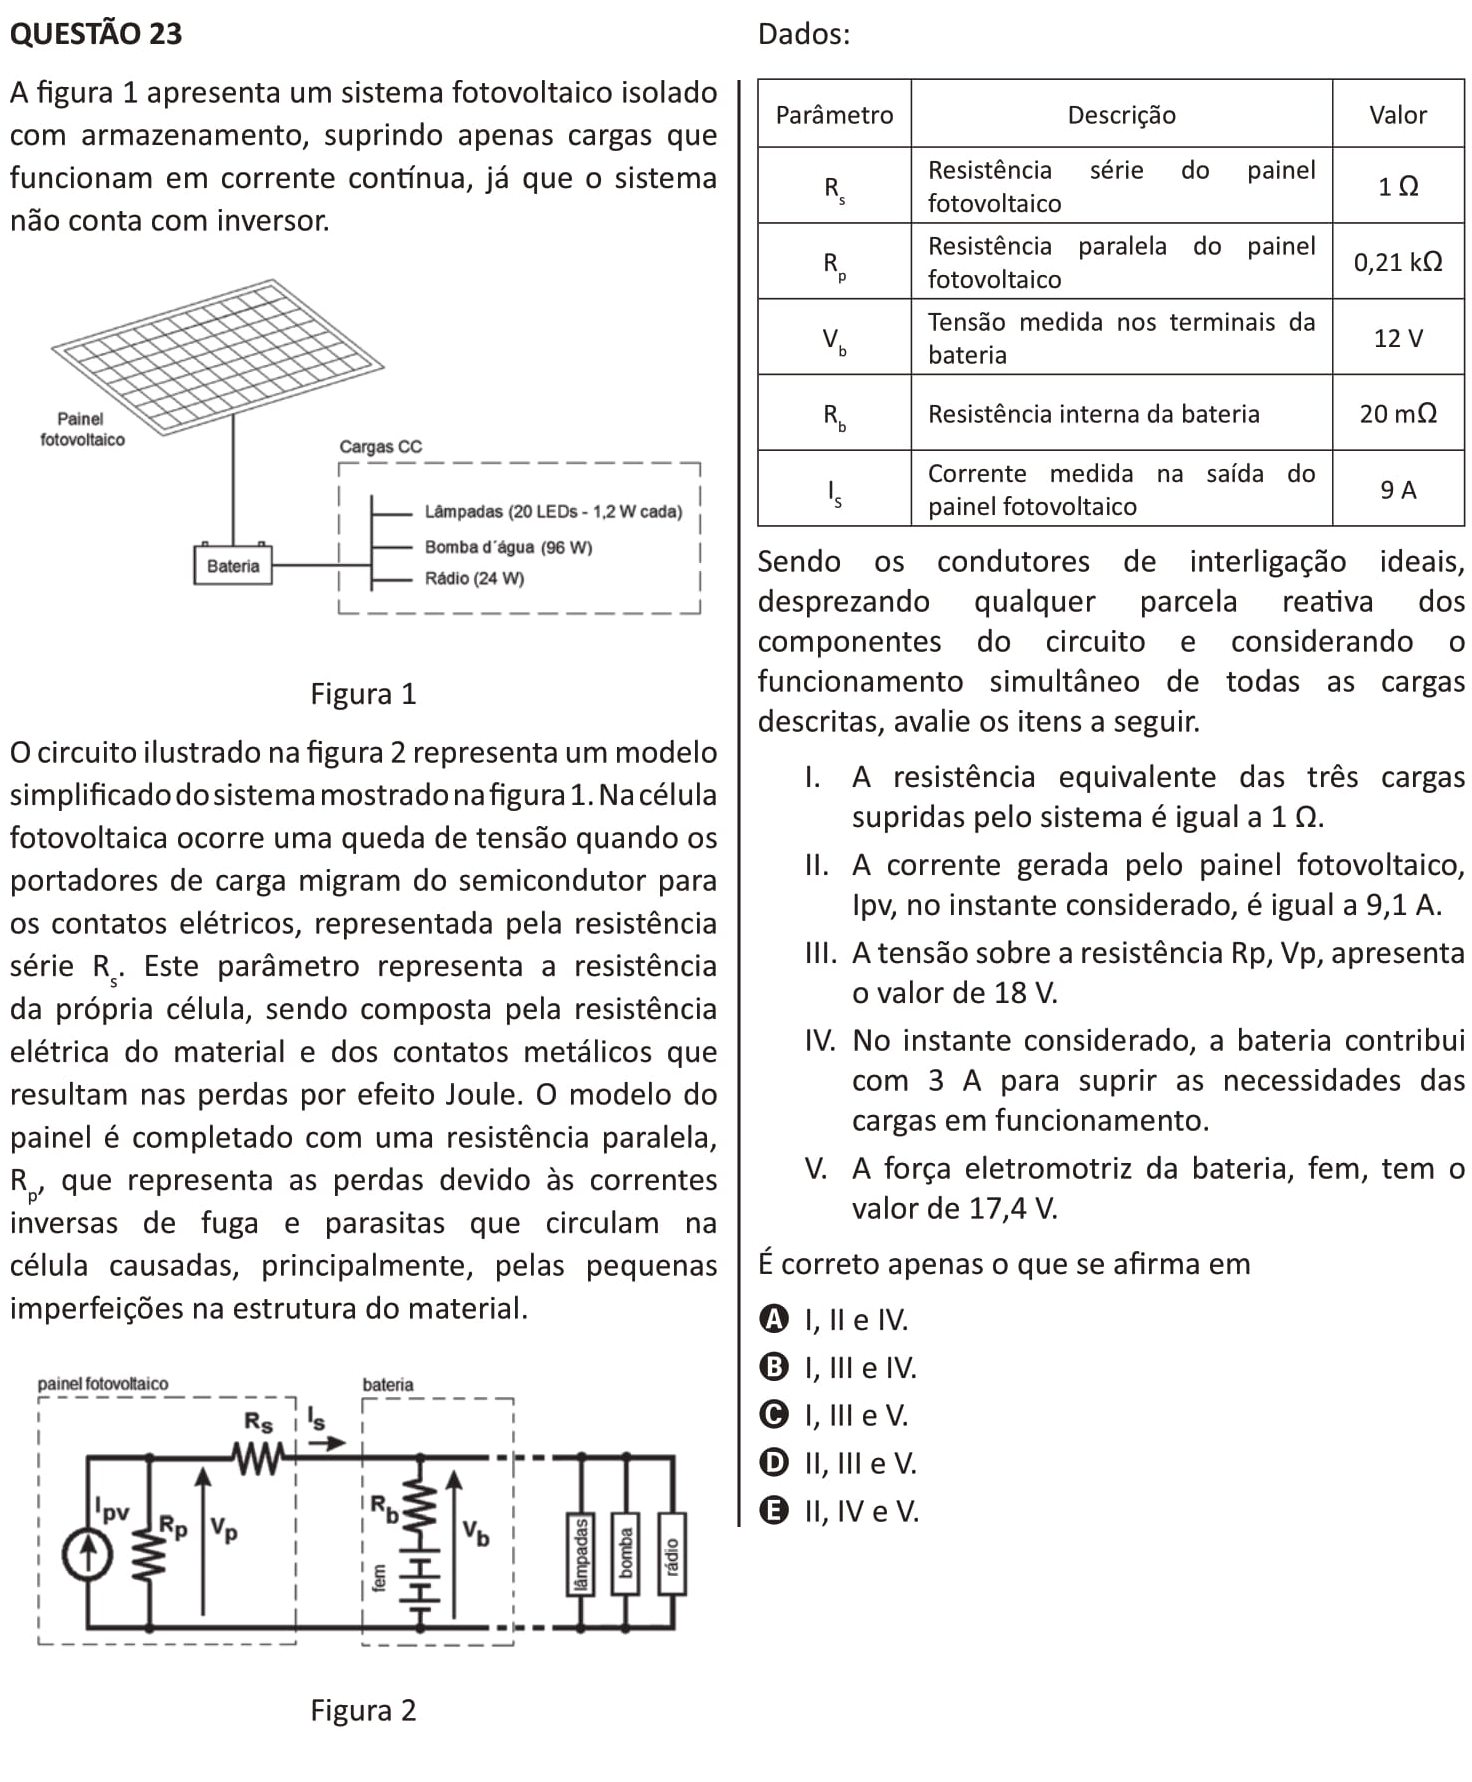 QUESTÃO 23
A figura 1 apresenta um sistema fotovoltaico isolado
com armazenamento, suprindo apenas cargas que
funcionam em corrente contínua, já que o sistema
não conta com inversor.
Painel
fotovoltaico
Bateria
Cargas CC
Lâmpadas (20 LEDs - 1,2 W cada)
Bomba d´água (96 W)
Rádio (24 W)
Figura 1
O circuito ilustrado na figura 2 representa um modelo
simplificado do sistema mostrado na figura 1. Na célula
fotovoltaica ocorre uma queda de tensão quando os
portadores de carga migram do semicondutor para
os contatos elétricos, representada pela resistência
série Rs. Este parâmetro representa a resistência
da própria célula, sendo composta pela resistência
elétrica do material e dos contatos metálicos que
resultam nas perdas por efeito Joule. O modelo do
painel é completado com uma resistência paralela,
Rp, que representa as perdas devido às correntes
inversas de fuga e parasitas que circulam na
célula causadas, principalmente, pelas pequenas
imperfeições na estrutura do material.
painel fotovoltaico
bateria
Rs
Is
Ipv
Rp
Vp
Rb
fem
Vb
lâmpadas
bomba
rádio
Figura 2
Dados:
Parâmetro Descrição Valor
Rs Resistência série do painel
fotovoltaico 1 Ω
Rp Resistência paralela do painel
fotovoltaico 0,21 kΩ
Vb Tensão medida nos terminais da
bateria 12 V
Rb Resistência interna da bateria 20 mΩ
IS Corrente medida na saída do
painel fotovoltaico 9 A
Sendo os condutores de interligação ideais,
desprezando qualquer parcela reativa dos
componentes do circuito e considerando o
funcionamento simultâneo de todas as cargas
descritas, avalie os itens a seguir.
I. A resistência equivalente das três cargas
supridas pelo sistema é igual a 1 Ω.
II. A corrente gerada pelo painel fotovoltaico,
Ipv, no instante considerado, é igual a 9,1 A.
III. A tensão sobre a resistência Rp, Vp, apresenta
o valor de 18 V.
IV. No instante considerado, a bateria contribui
com 3 A para suprir as necessidades das
cargas em funcionamento.
V. A força eletromotriz da bateria, fem, tem o
valor de 17,4 V.
É correto apenas o que se afirma em
A I, II e IV.
B I, III e IV.
C I, III e V.
D II, III e V.
E II, IV e V.